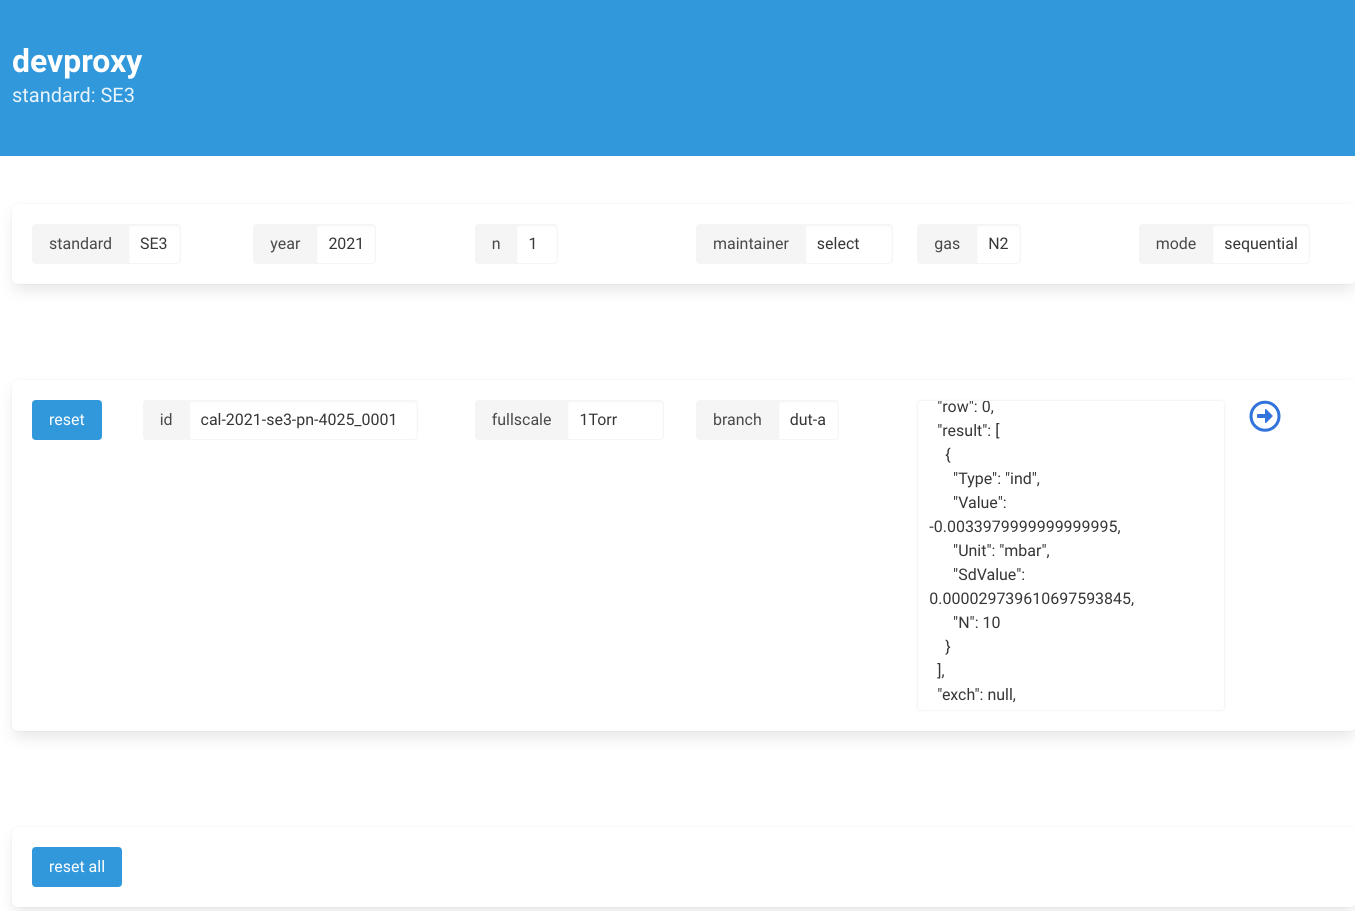 devproxy
standard: SE3
standard SE3 year 2021 n 1 maintainer select gas N2 mode sequential
reset id cal-2021-se3-pn-4025_0001 fullscale 1Torr branch dut-a
"row": 0,
"result": [
{
"Type": "ind",
"Value":
-0.0033979999999999995,
"Unit": "mbar",
"SdValue":
0.000029739610697593845,
"N": 10
}
],
"exch": null,
reset all